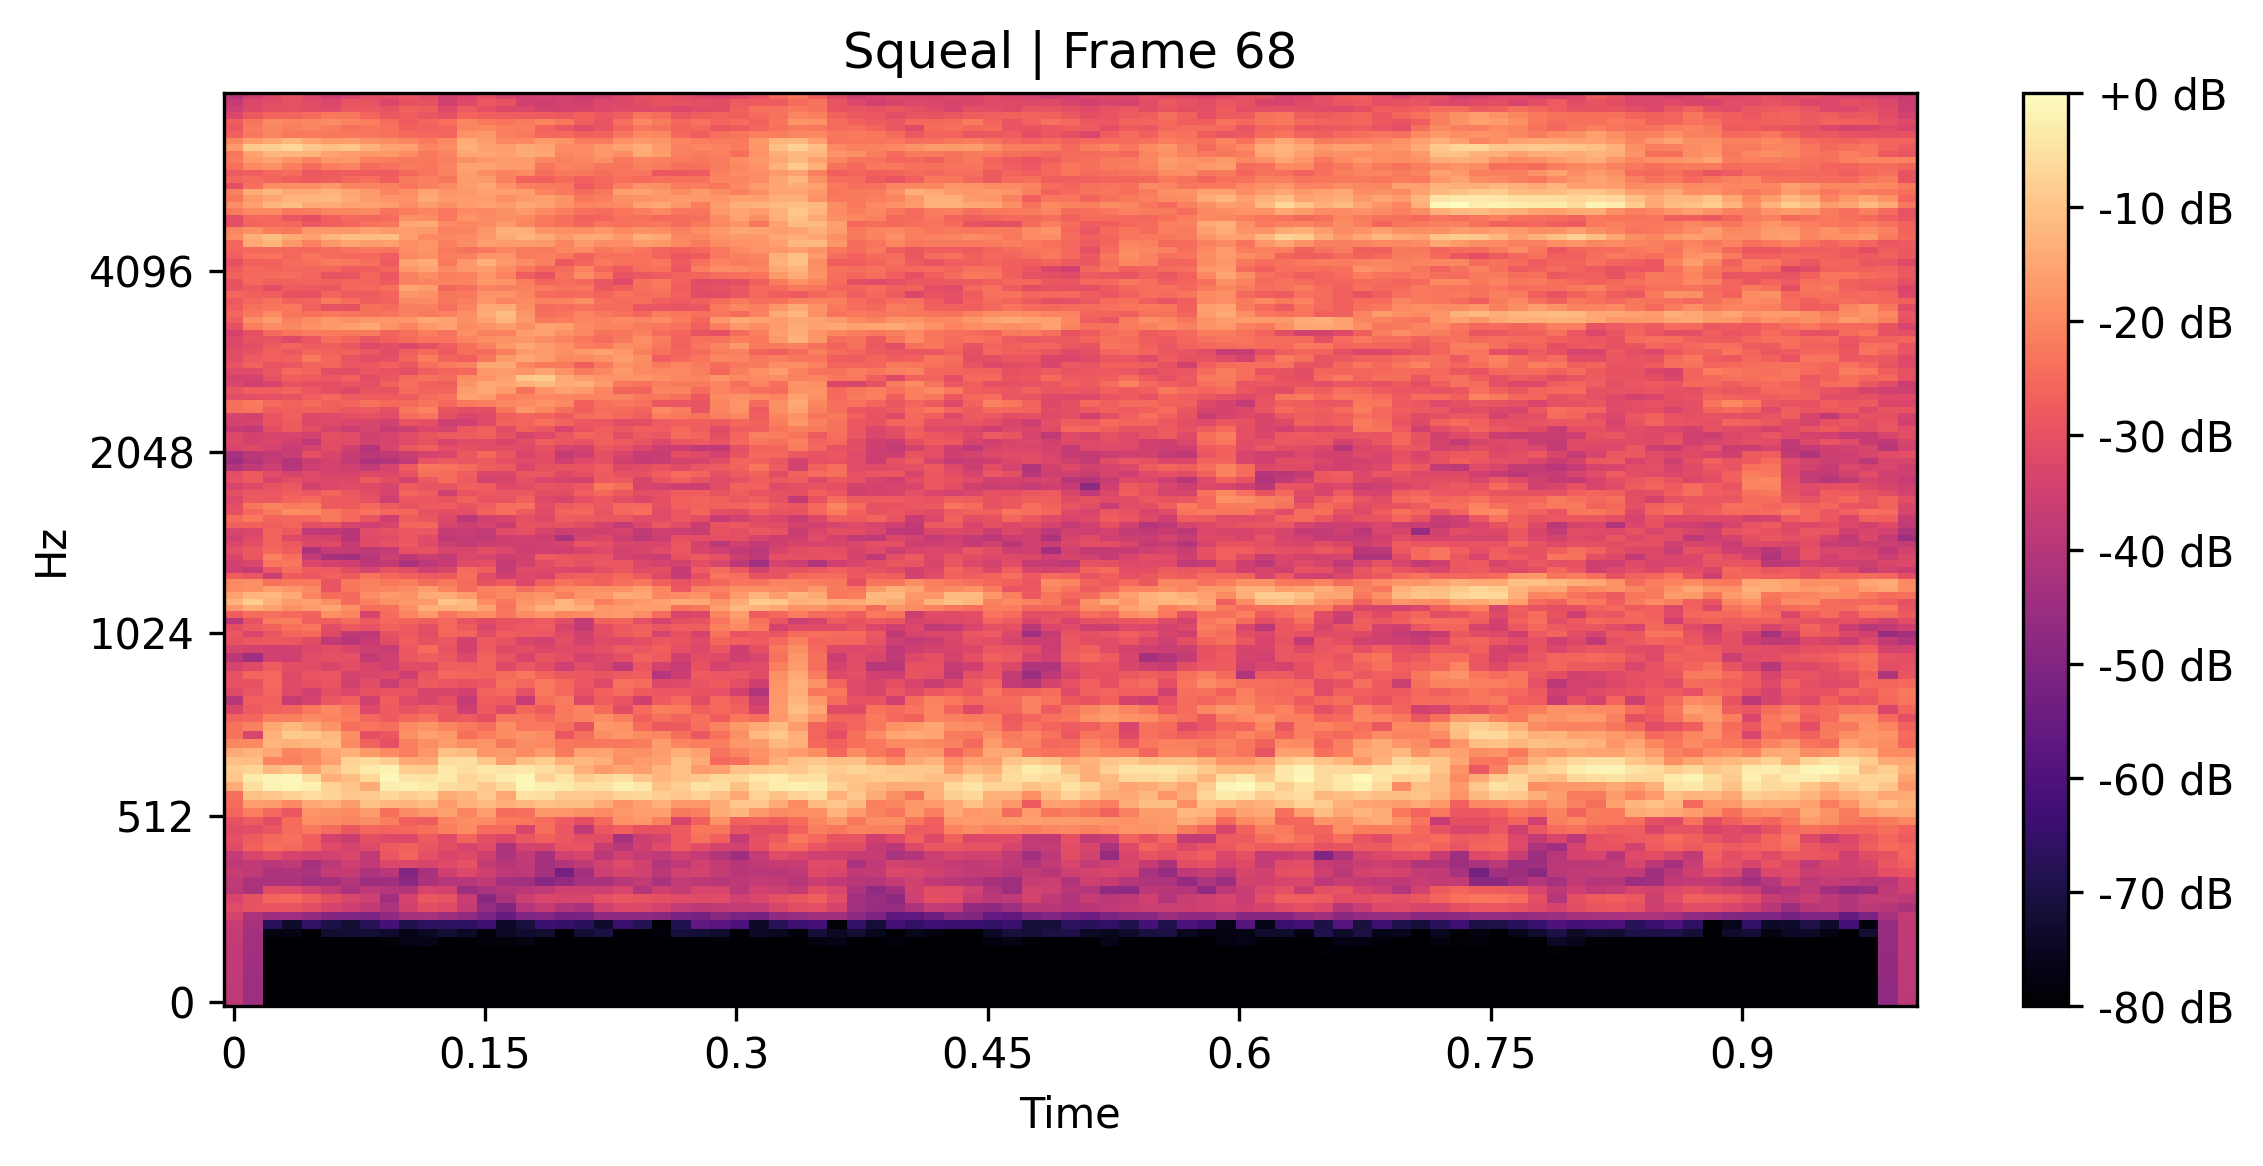 Squeal | Frame 68
Hz
4096
2048
1024
512
0
0 0.15 0.3 0.45 0.6 0.75 0.9
Time
+0 dB
-10 dB
-20 dB
-30 dB
-40 dB
-50 dB
-60 dB
-70 dB
-80 dB